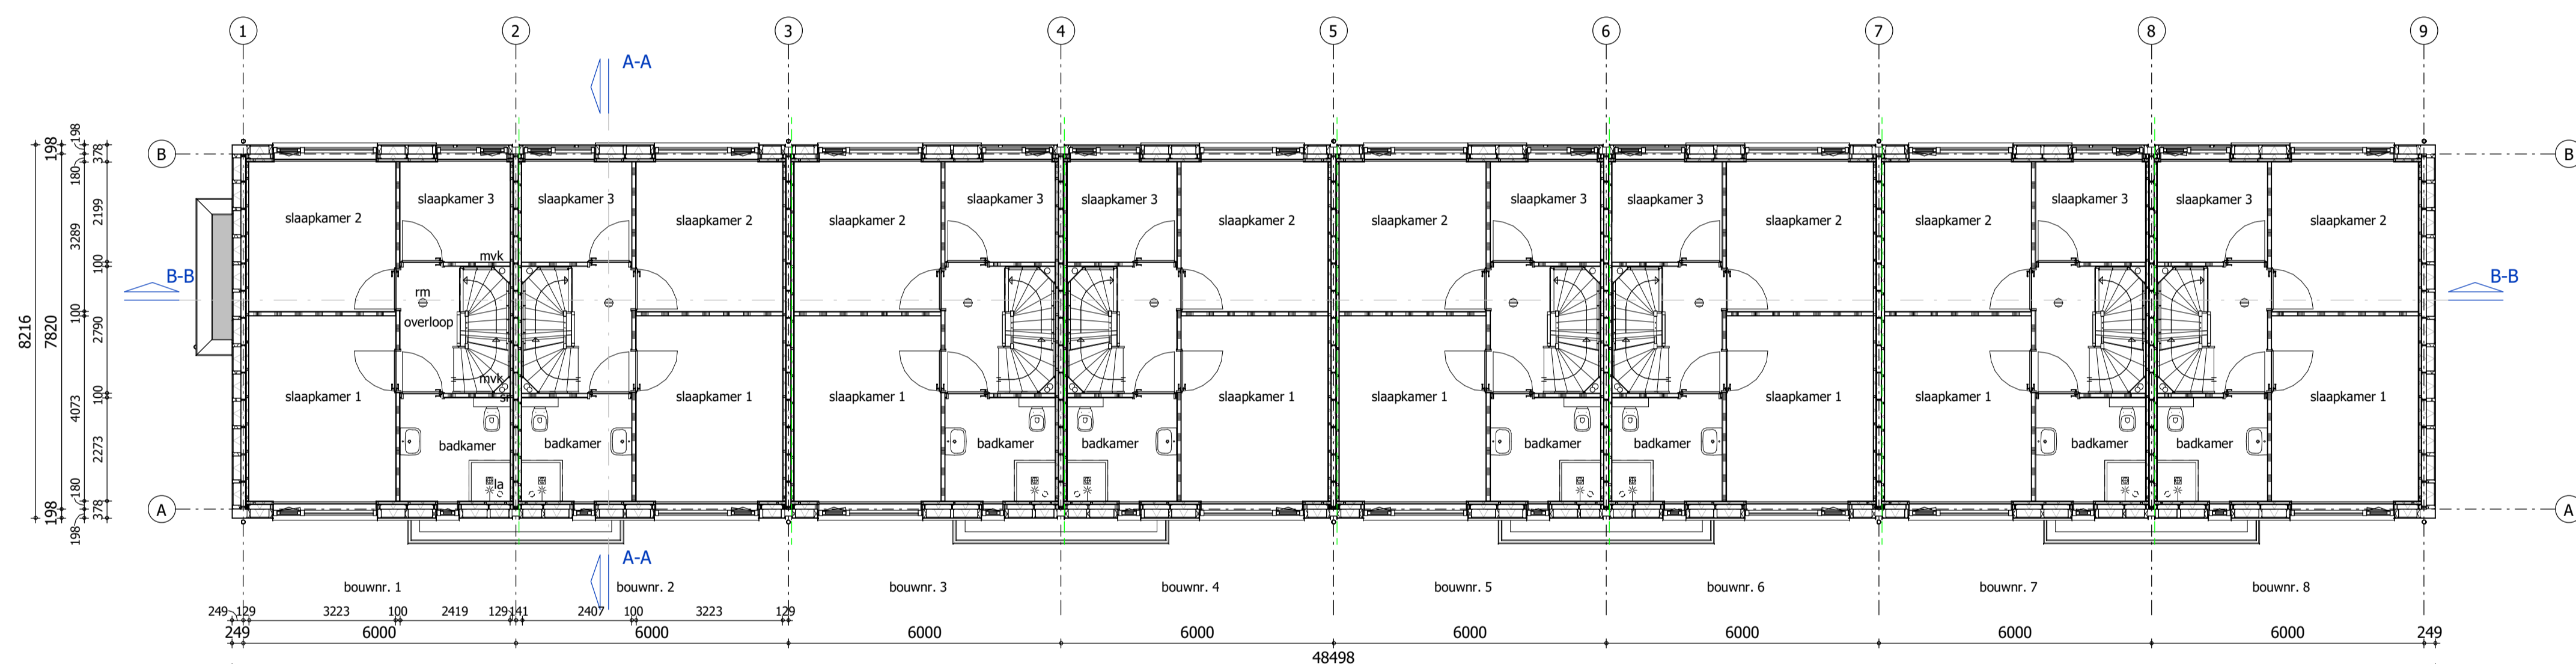 1 2 3 4 5 6 7 8 9
A-A
B B
slaapkamer 3 slaapkamer 3 slaapkamer 3 slaapkamer 3 slaapkamer 3 slaapkamer 3 slaapkamer 3 slaapkamer 3
slaapkamer 2 slaapkamer 2 slaapkamer 2 slaapkamer 2 slaapkamer 2 slaapkamer 2 slaapkamer 2 slaapkamer 2
mvk
B-B B-B
rm
overloop
mvk
slaapkamer 1 slaapkamer 1 slaapkamer 1 slaapkamer 1 slaapkamer 1 slaapkamer 1 slaapkamer 1 slaapkamer 1
badkamer badkamer badkamer badkamer badkamer badkamer badkamer badkamer
la
A A
A-A
8216
198 7820 198
198 180 3289 100 4073 180 198
378 2199 100 2790 100 2273 378
bouwnr. 1 bouwnr. 2 bouwnr. 3 bouwnr. 4 bouwnr. 5 bouwnr. 6 bouwnr. 7 bouwnr. 8
249 129 3223 100 2419 129 141 2407 100 3223 129
249 6000 6000 6000 6000 6000 6000 6000 6000 249
48498